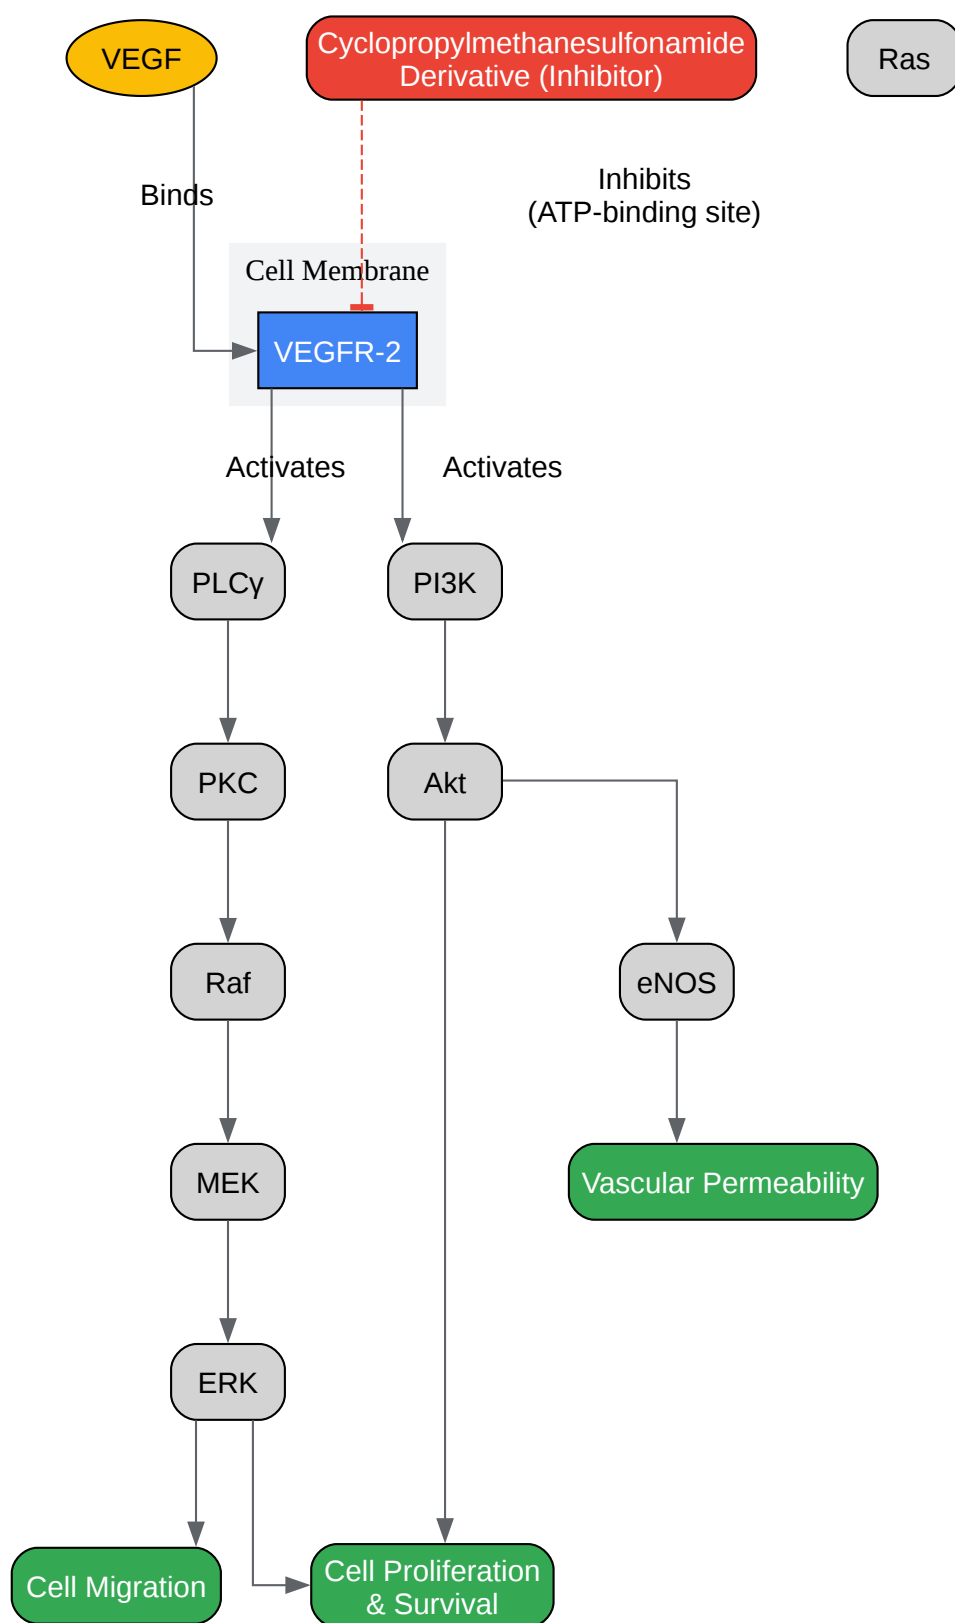 VEGF
Cyclopropylmethanesulfonamide
Derivative (Inhibitor)
Ras
Binds
Inhibits
(ATP-binding site)
Cell Membrane
VEGFR-2
Activates
Activates
PLCγ
PI3K
PKC
Akt
Raf
eNOS
MEK
Vascular Permeability
ERK
Cell Migration
Cell Proliferation
& Survival